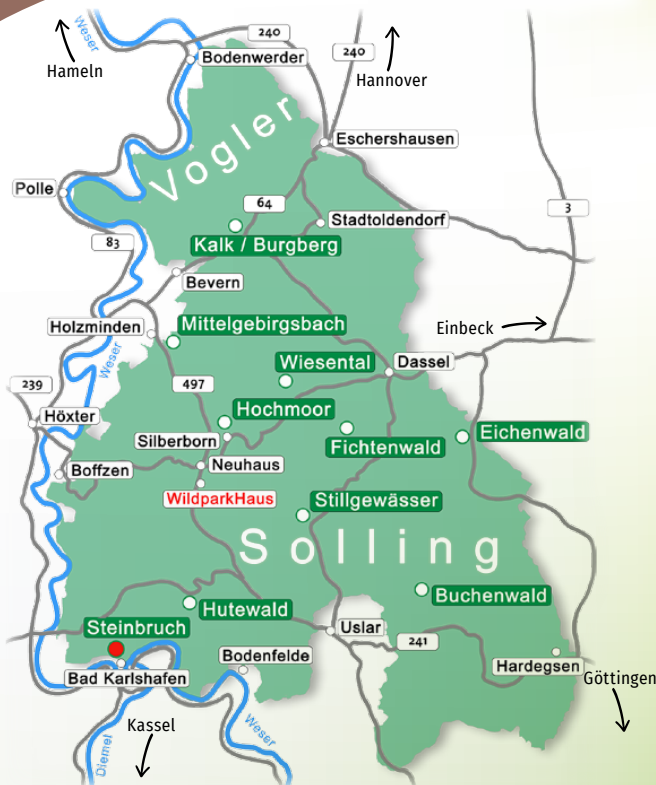 Weser
240
240
Hameln
Bodenwerder
Hannover
Vogler
Eschershausen
Polle
64
3
Stadtoldendorf
83
Kalk / Burgberg
Bevern
Holzminden
Mittelgebirgsbach
Einbeck
Weser
Wiesental
Dassel
239
497
Höxter
Hochmoor
Silberborn
Fichtenwald
Eichenwald
Boffzen
Neuhaus
WildparkHaus
Stillgewässer
Solling
Buchenwald
Hutewald
Steinbruch
Uslar
241
Bodenfelde
Hardegsen
Bad Karlshafen
Göttingen
Kassel
Weser
Diemel